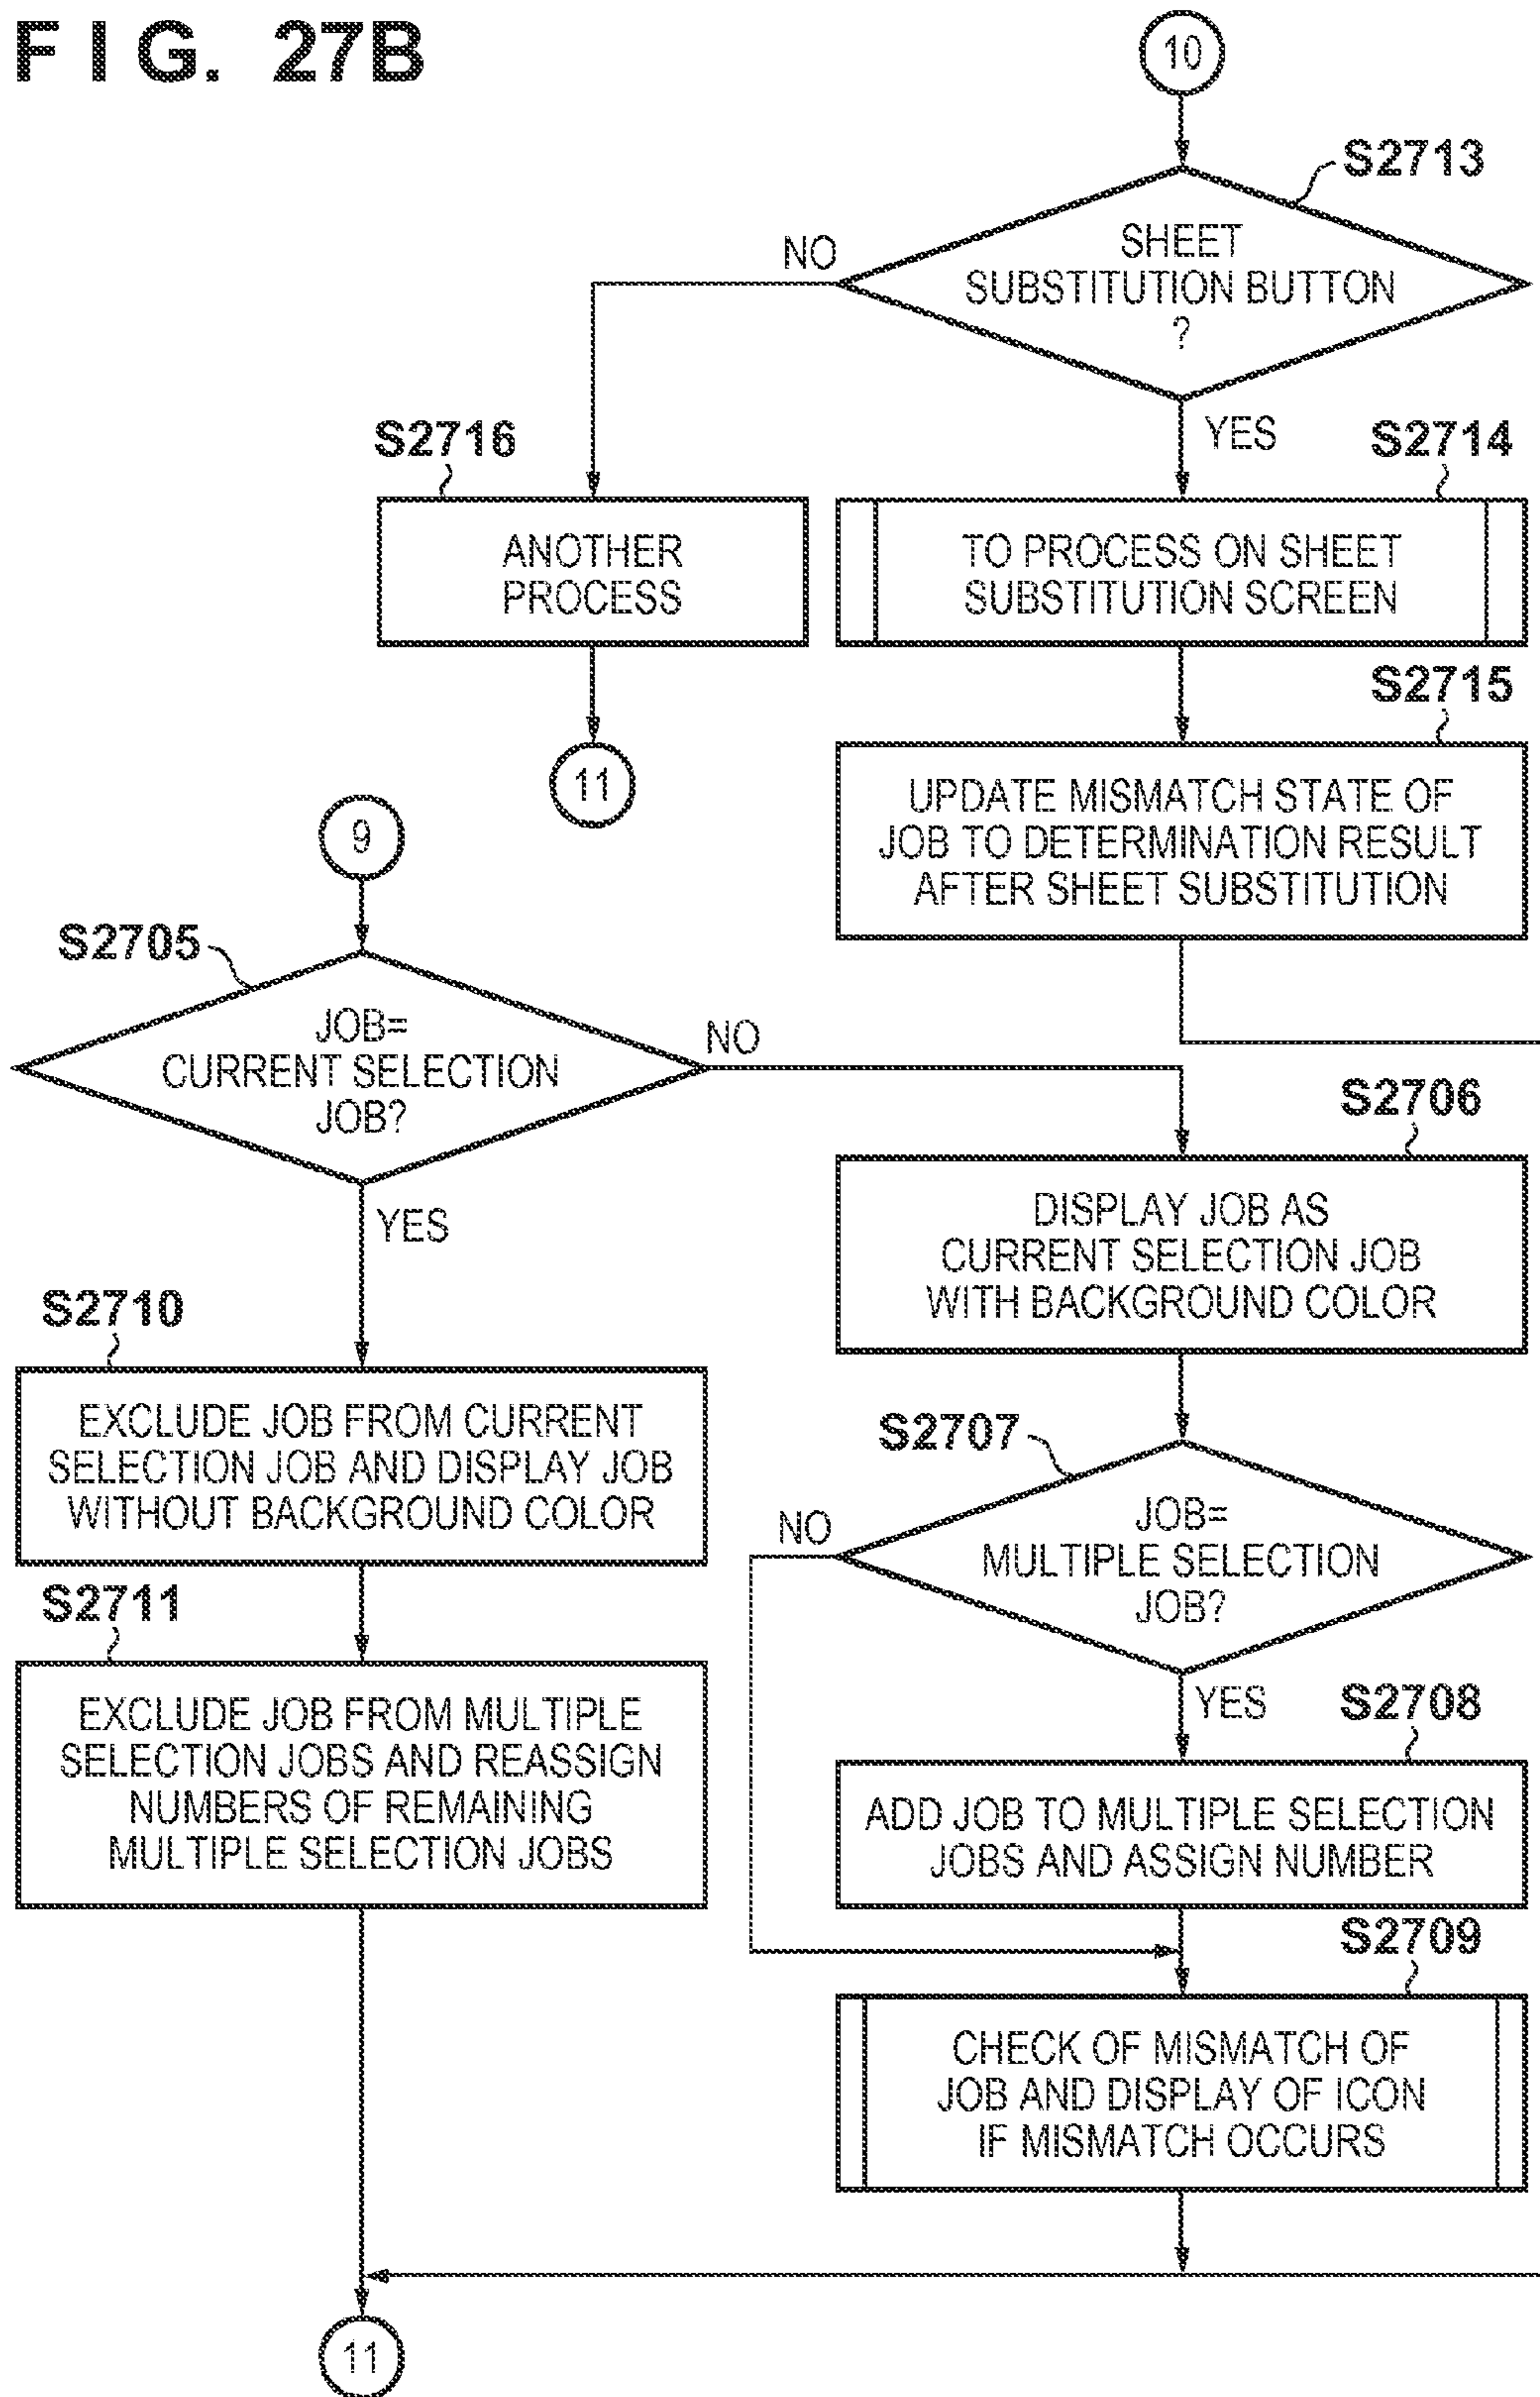 FIG. 27B
10
S2713
SHEET
SUBSTITUTION BUTTON
?
NO
YES
S2716
ANOTHER
PROCESS
11
S2714
TO PROCESS ON SHEET
SUBSTITUTION SCREEN
S2715
UPDATE MISMATCH STATE OF
JOB TO DETERMINATION RESULT
AFTER SHEET SUBSTITUTION
9
S2705
JOB=
CURRENT SELECTION
JOB?
NO
YES
S2706
DISPLAY JOB AS
CURRENT SELECTION JOB
WITH BACKGROUND COLOR
S2710
EXCLUDE JOB FROM CURRENT
SELECTION JOB AND DISPLAY JOB
WITHOUT BACKGROUND COLOR
S2707
JOB=
MULTIPLE SELECTION
JOB?
NO
YES
S2711
EXCLUDE JOB FROM MULTIPLE
SELECTION JOBS AND REASSIGN
NUMBERS OF REMAINING
MULTIPLE SELECTION JOBS
S2708
ADD JOB TO MULTIPLE SELECTION
JOBS AND ASSIGN NUMBER
S2709
CHECK OF MISMATCH OF
JOB AND DISPLAY OF ICON
IF MISMATCH OCCURS
11